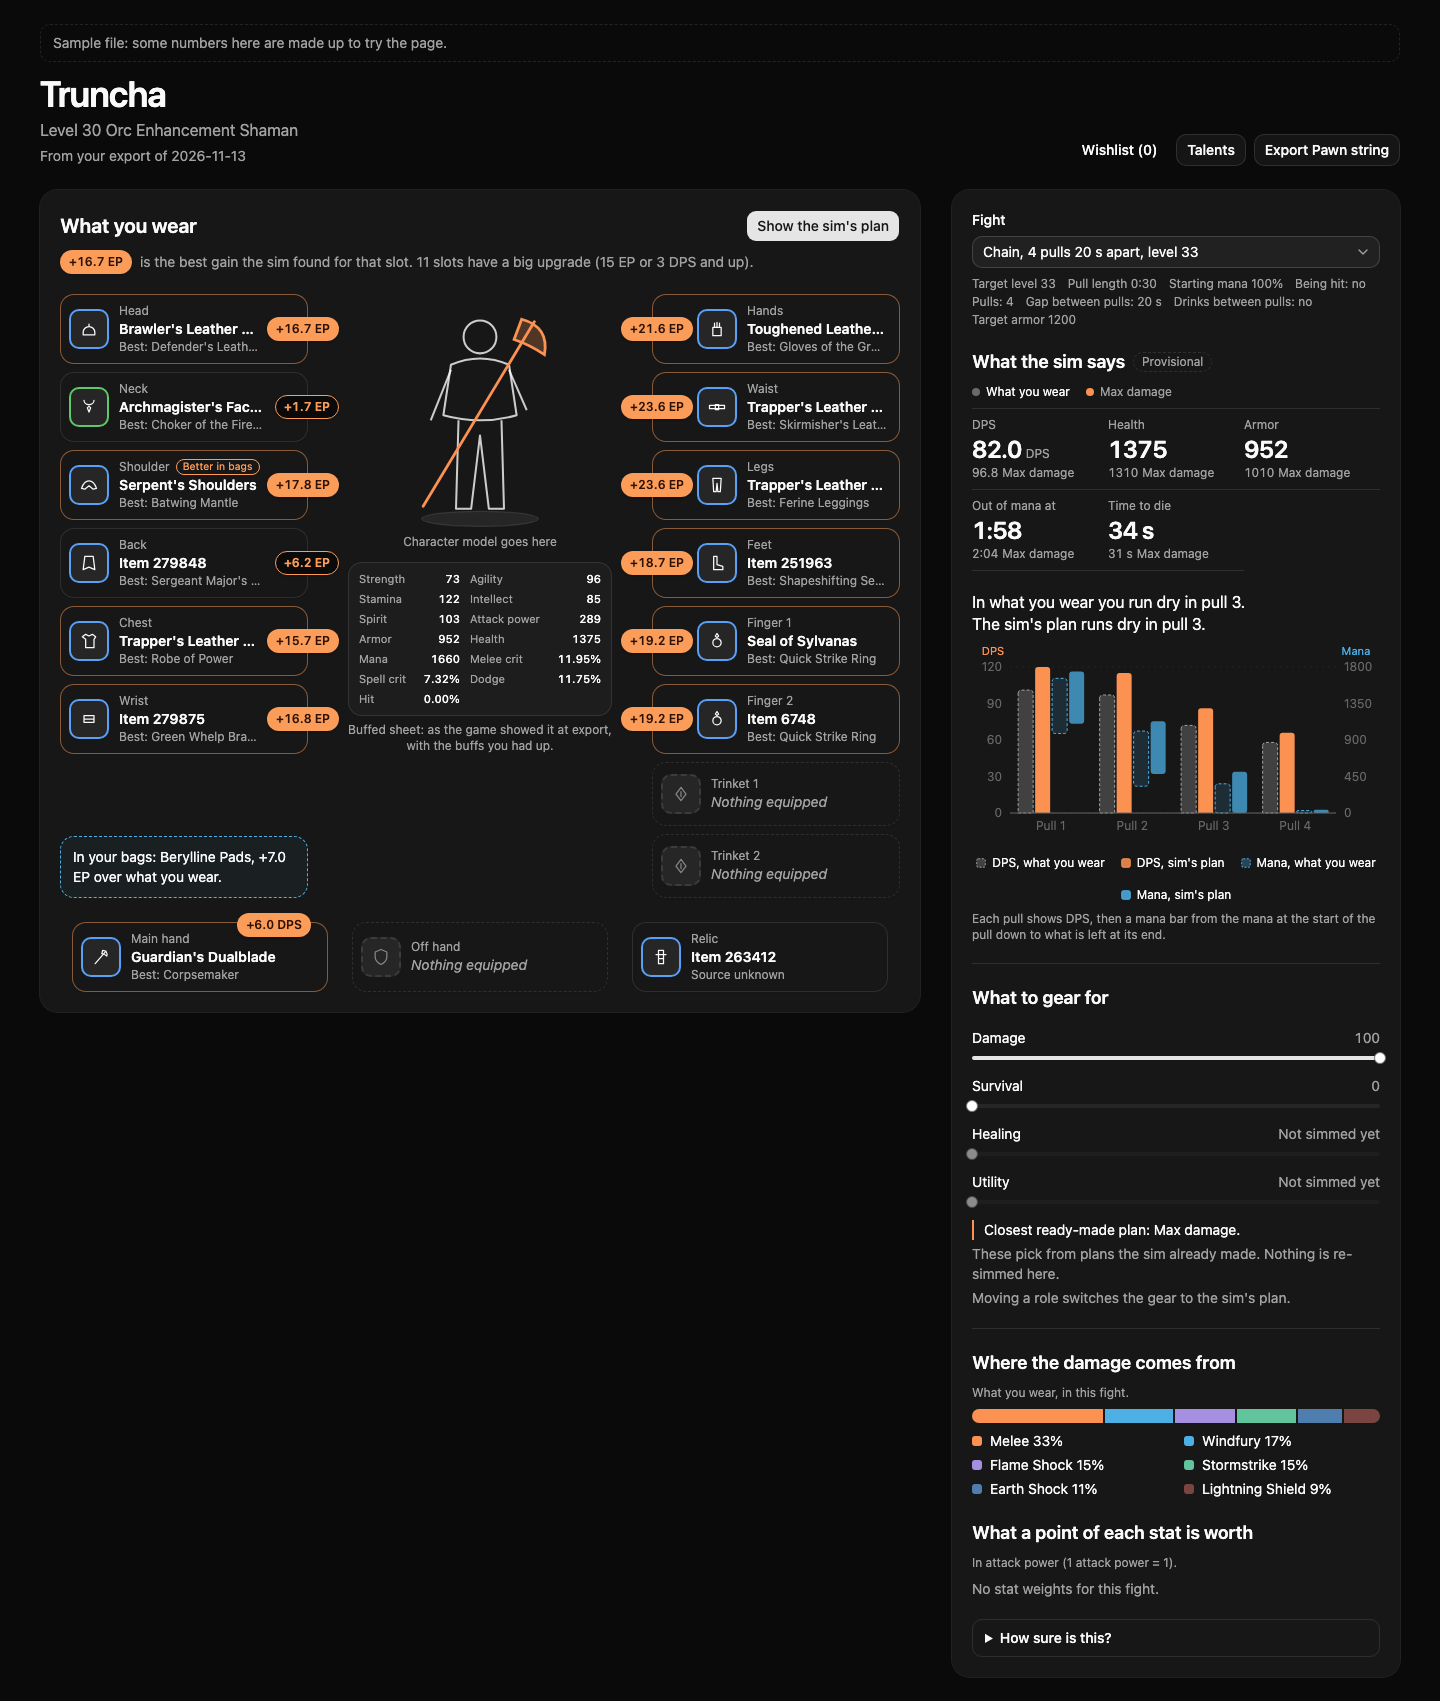 Sample file: some numbers here are made up to try the page.
Truncha
Level 30 Orc Enhancement Shaman
From your export of 2026-11-13
Wishlist (0)
Talents
Export Pawn string
What you wear
Show the sim's plan
+16.7 EP is the best gain the sim found for that slot. 11 slots have a big upgrade (15 EP or 3 DPS and up).
Head
Brawler's Leather ...
Best: Defender's Leath...
+16.7 EP
Neck
Archmagister's Fac...
Best: Choker of the Fire...
+1.7 EP
Shoulder Better in bags
Serpent's Shoulders
Best: Batwing Mantle
+17.8 EP
Back
Item 279848
Best: Sergeant Major's ...
+6.2 EP
Chest
Trapper's Leather ...
Best: Robe of Power
+15.7 EP
Wrist
Item 279875
Best: Green Whelp Bra...
+16.8 EP
In your bags: Berylline Pads, +7.0
EP over what you wear.
Character model goes here
Strength 73 Agility 96
Stamina 122 Intellect 85
Spirit 103 Attack power 289
Armor 952 Health 1375
Mana 1660 Melee crit 11.95%
Spell crit 7.32% Dodge 11.75%
Hit 0.00%
Buffed sheet: as the game showed it at export,
with the buffs you had up.
+21.6 EP
Hands
Toughened Leathe...
Best: Gloves of the Gr...
+23.6 EP
Waist
Trapper's Leather ...
Best: Skirmisher's Leat...
+23.6 EP
Legs
Trapper's Leather ...
Best: Ferine Leggings
+18.7 EP
Feet
Item 251963
Best: Shapeshifting Se...
+19.2 EP
Finger 1
Seal of Sylvanas
Best: Quick Strike Ring
+19.2 EP
Finger 2
Item 6748
Best: Quick Strike Ring
Trinket 1
Nothing equipped
Trinket 2
Nothing equipped
+6.0 DPS
Main hand
Guardian's Dualblade
Best: Corpsemaker
Off hand
Nothing equipped
Relic
Item 263412
Source unknown
Fight
Chain, 4 pulls 20 s apart, level 33
Target level 33 Pull length 0:30 Starting mana 100% Being hit: no
Pulls: 4 Gap between pulls: 20 s Drinks between pulls: no
Target armor 1200
What the sim says Provisional
What you wear Max damage
DPS Health Armor
82.0 DPS 1375 952
96.8 Max damage 1310 Max damage 1010 Max damage
Out of mana at Time to die
1:58 34 s
2:04 Max damage 31 s Max damage
In what you wear you run dry in pull 3.
The sim's plan runs dry in pull 3.
DPS Mana
120 1800
90 1350
60 900
30 450
0 0
Pull 1 Pull 2 Pull 3 Pull 4
DPS, what you wear DPS, sim's plan Mana, what you wear
Mana, sim's plan
Each pull shows DPS, then a mana bar from the mana at the start of the
pull down to what is left at its end.
What to gear for
Damage 100
Survival 0
Healing Not simmed yet
Utility Not simmed yet
Closest ready-made plan: Max damage.
These pick from plans the sim already made. Nothing is re-
simmed here.
Moving a role switches the gear to the sim's plan.
Where the damage comes from
What you wear, in this fight.
Melee 33% Windfury 17%
Flame Shock 15% Stormstrike 15%
Earth Shock 11% Lightning Shield 9%
What a point of each stat is worth
In attack power (1 attack power = 1).
No stat weights for this fight.
How sure is this?